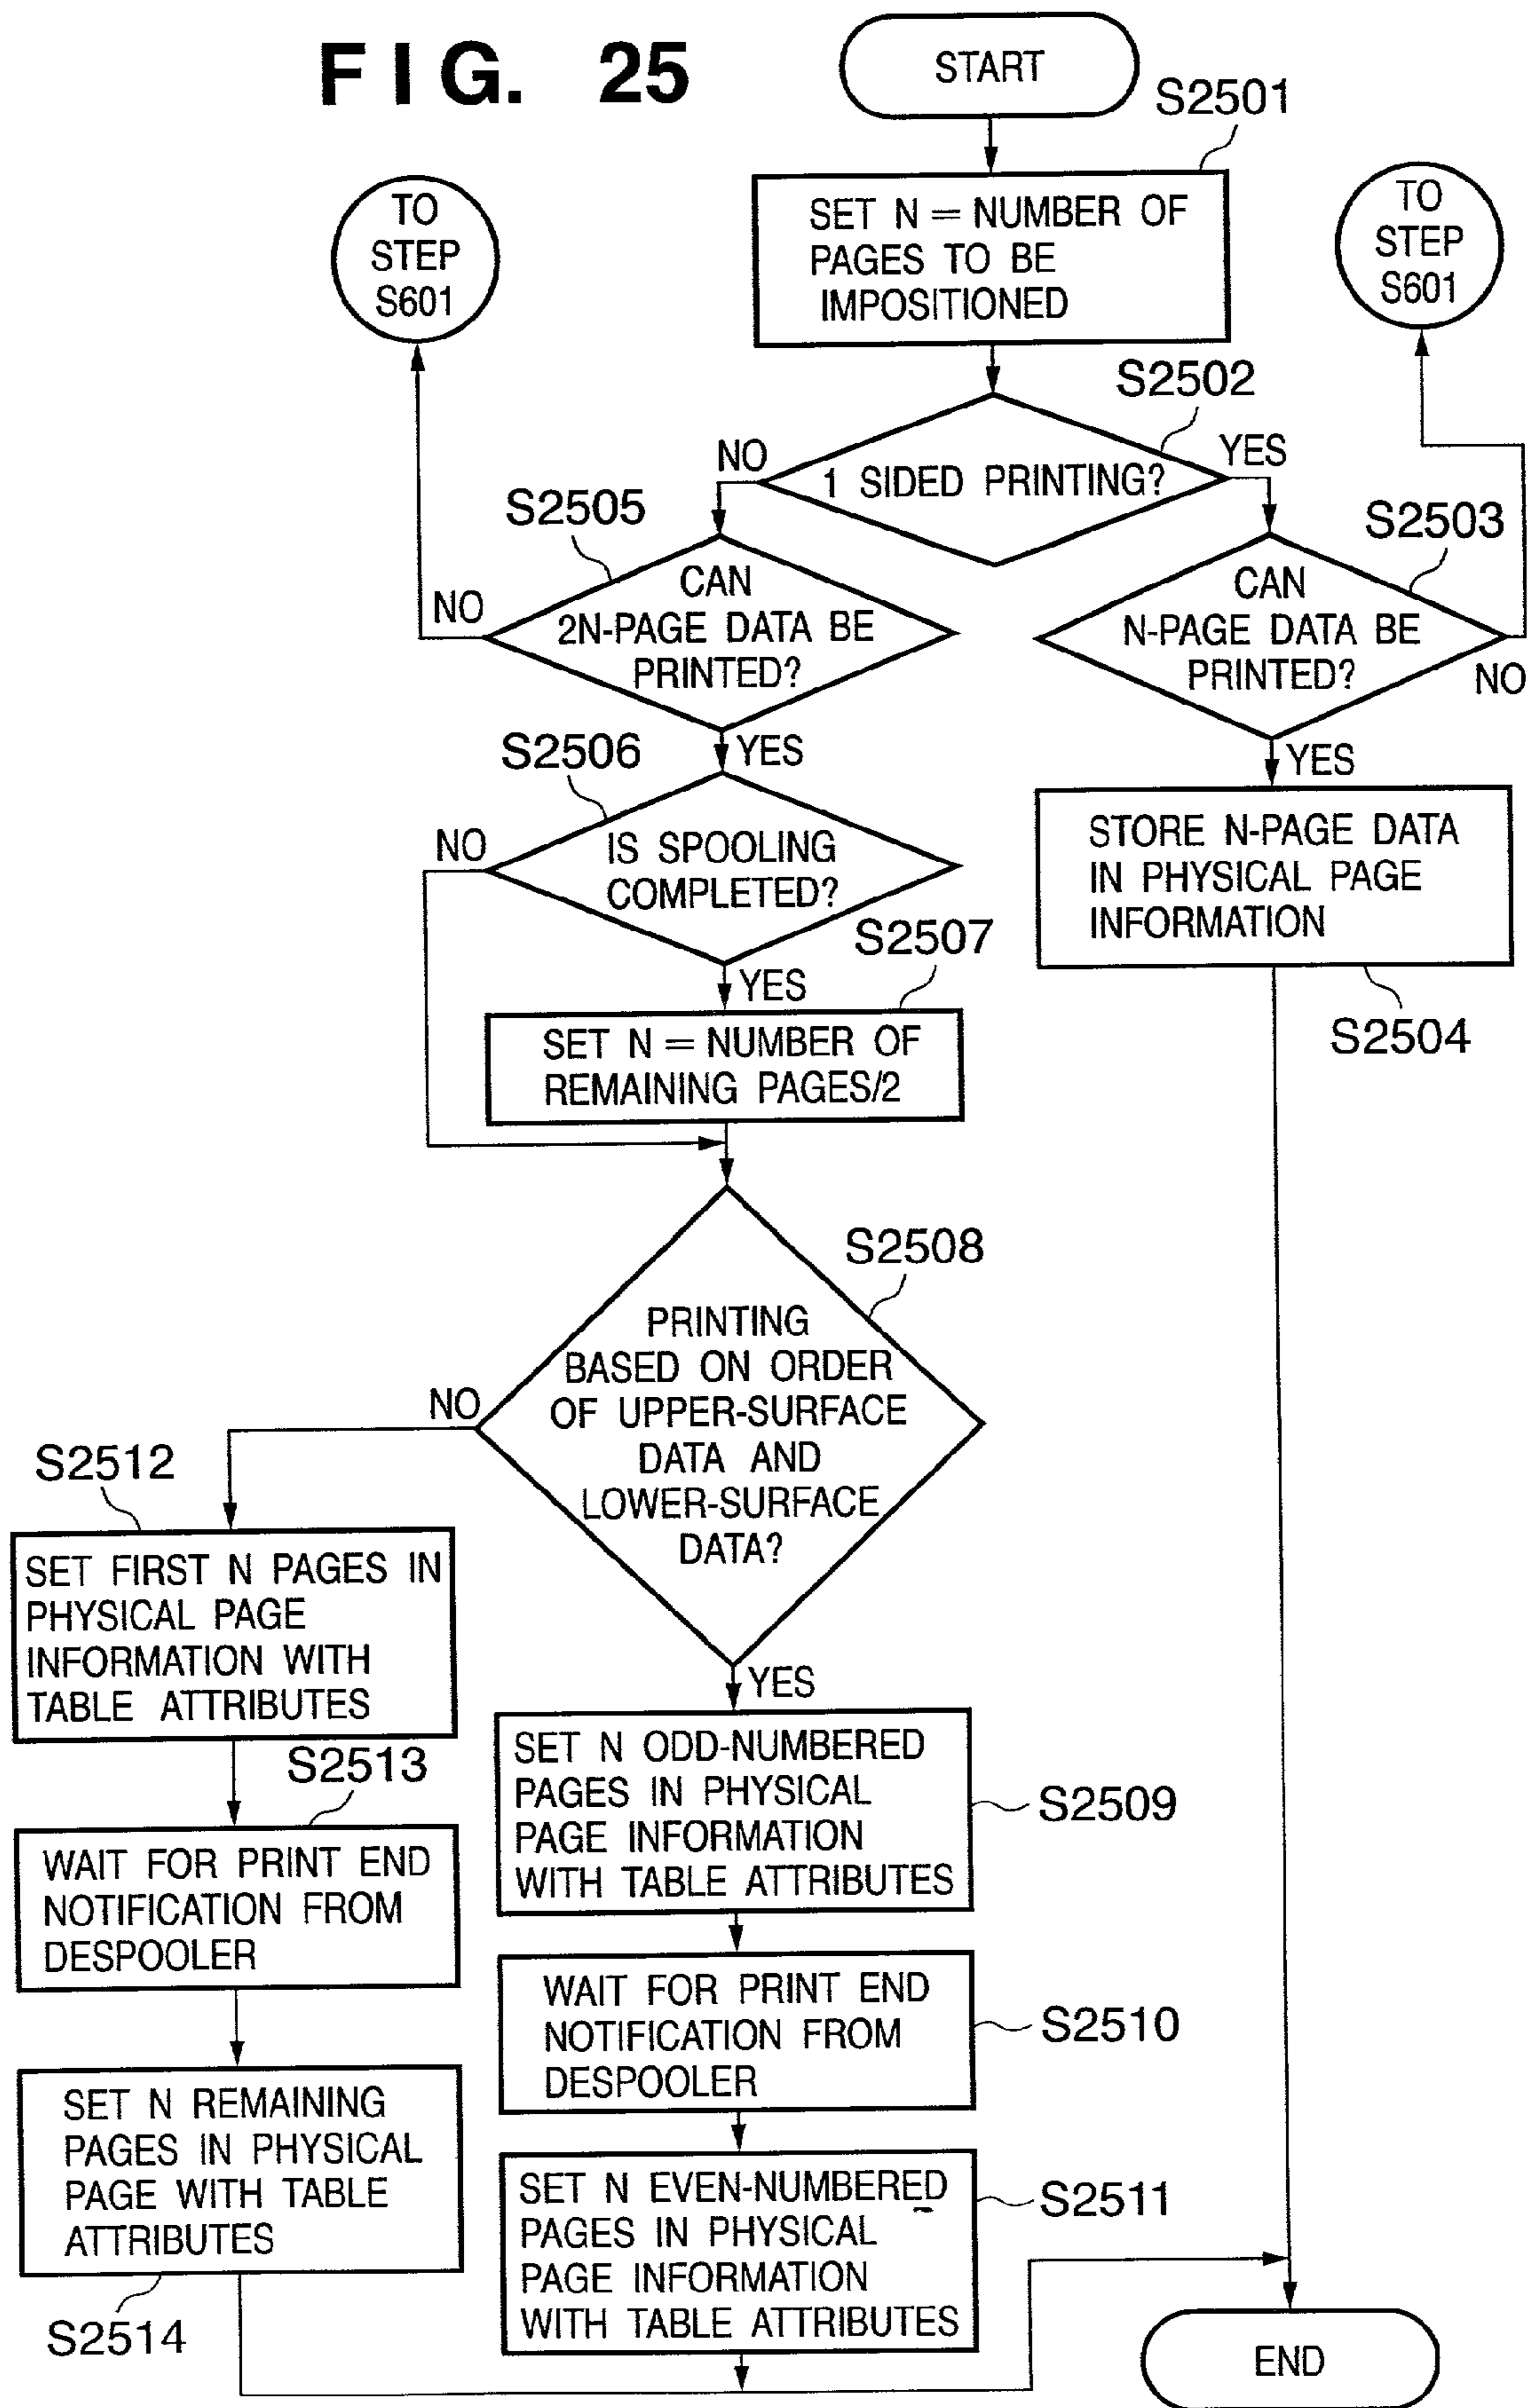 FIG. 25
START
S2501
TO
STEP
S601
SET N = NUMBER OF
PAGES TO BE
IMPOSITIONED
TO
STEP
S601
S2502
NO
1 SIDED PRINTING?
YES
S2505
S2503
CAN
2N-PAGE DATA BE
PRINTED?
NO
CAN
N-PAGE DATA BE
PRINTED?
NO
YES
YES
S2506
IS SPOOLING
COMPLETED?
NO
STORE N-PAGE DATA
IN PHYSICAL PAGE
INFORMATION
S2504
YES
S2507
SET N = NUMBER OF
REMAINING PAGES/2
S2508
PRINTING
BASED ON ORDER
OF UPPER-SURFACE
DATA AND
LOWER-SURFACE
DATA?
NO
YES
S2512
SET FIRST N PAGES IN
PHYSICAL PAGE
INFORMATION WITH
TABLE ATTRIBUTES
S2513
WAIT FOR PRINT END
NOTIFICATION FROM
DESPOOLER
SET N REMAINING
PAGES IN PHYSICAL
PAGE WITH TABLE
ATTRIBUTES
S2514
SET N ODD-NUMBERED
PAGES IN PHYSICAL
PAGE INFORMATION
WITH TABLE ATTRIBUTES
S2509
WAIT FOR PRINT END
NOTIFICATION FROM
DESPOOLER
S2510
SET N EVEN-NUMBERED
PAGES IN PHYSICAL
PAGE INFORMATION
WITH TABLE ATTRIBUTES
S2511
END